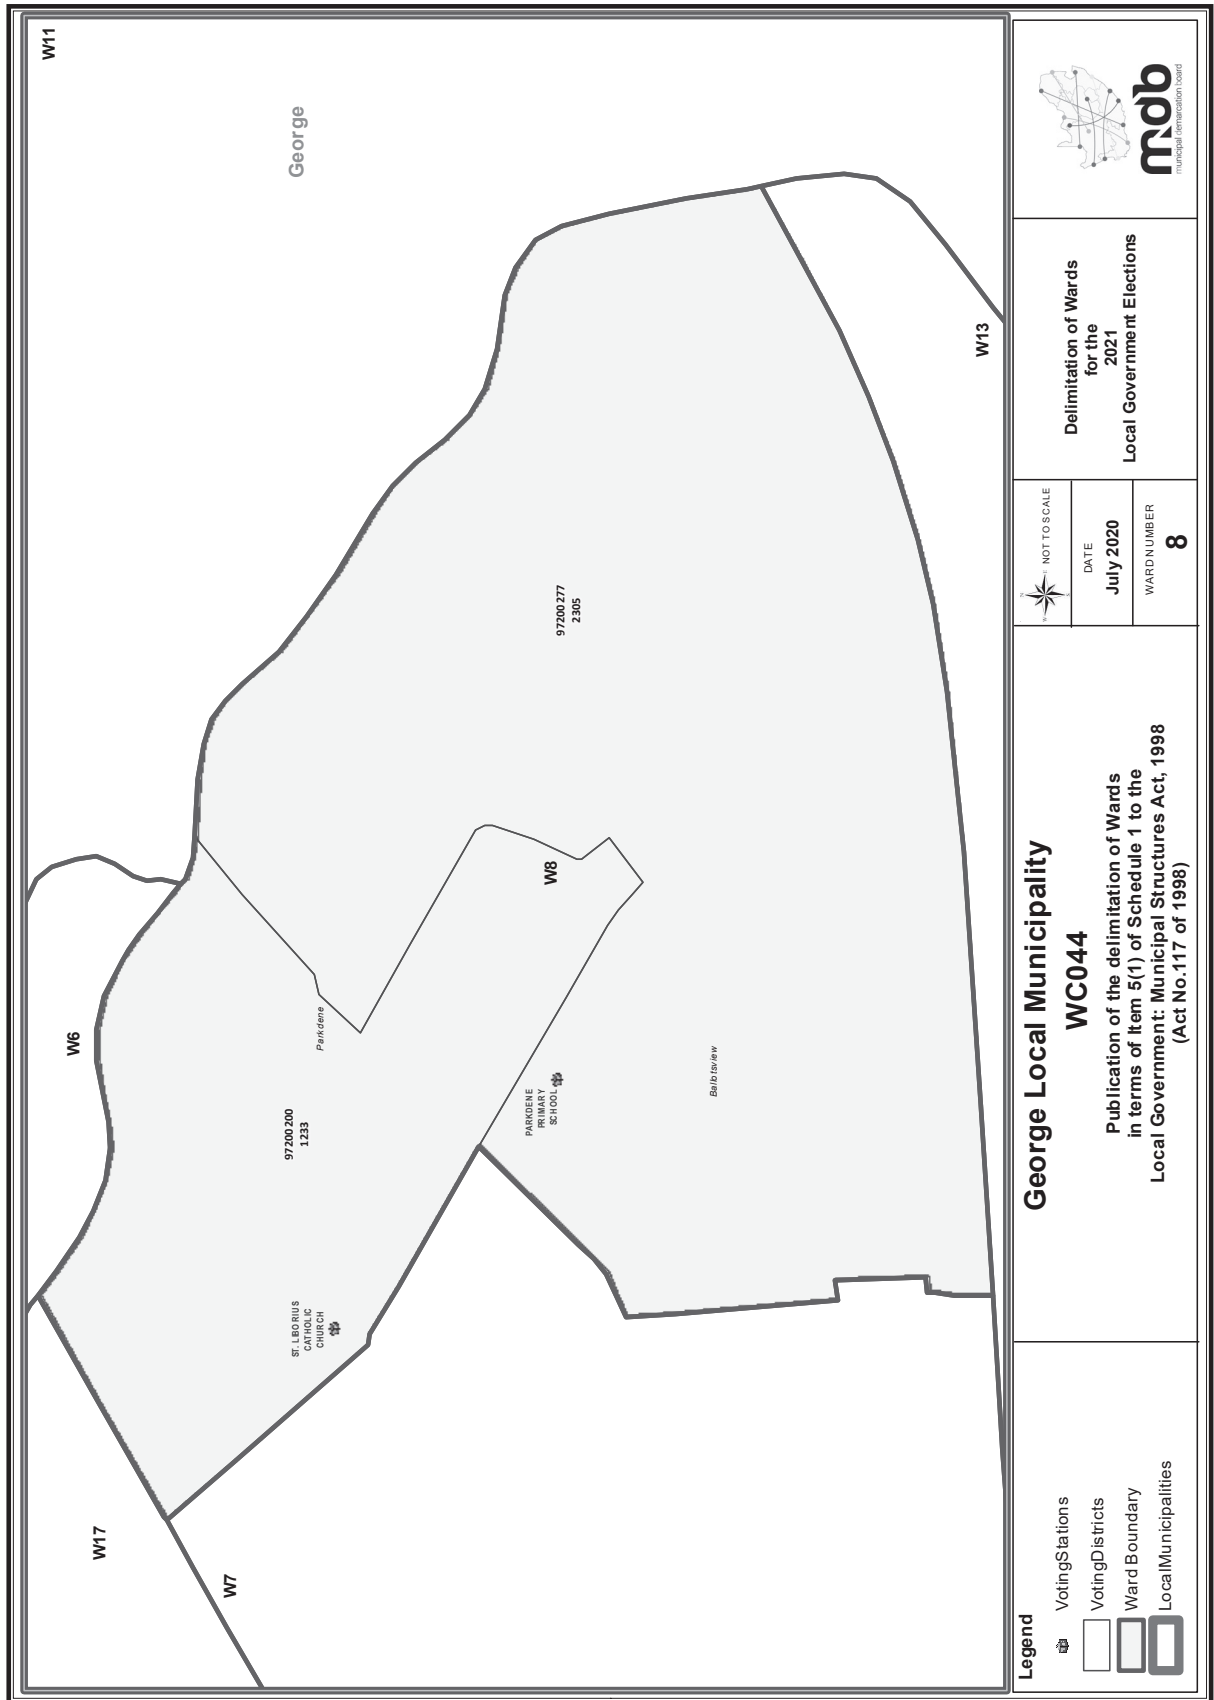 W11
George
W6
W17
W7
W13
W8
97200200
1233
97200277
2305
Parkdene
Ballotsview
ST. LIBORIUS
CATHOLIC
CHURCH
PARKDENE
PRIMARY
SCHOOL
Legend
VotingStations
VotingDistricts
Ward Boundary
LocalMunicipalities
George Local Municipality
WC044
Publication of the delimitation of Wards
in terms of Item 5(1) of Schedule 1 to the
Local Government: Municipal Structures Act, 1998
(Act No.117 of 1998)
N
W E
S
NOT TO SCALE
DATE
July 2020
WARD NUMBER
8
Delimitation of Wards
for the
2021
Local Government Elections
mdb
municipal demarcation board